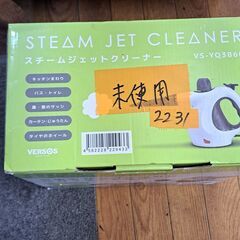 STEAM JET CLEANER
スチームジェットクリーナー
VS-YQ3860
キッチンまわり
バス・トイレ
窓・窓のサッシ
カーテン・じゅうたん
タイヤのホイール
未使用
2231
VERSOS